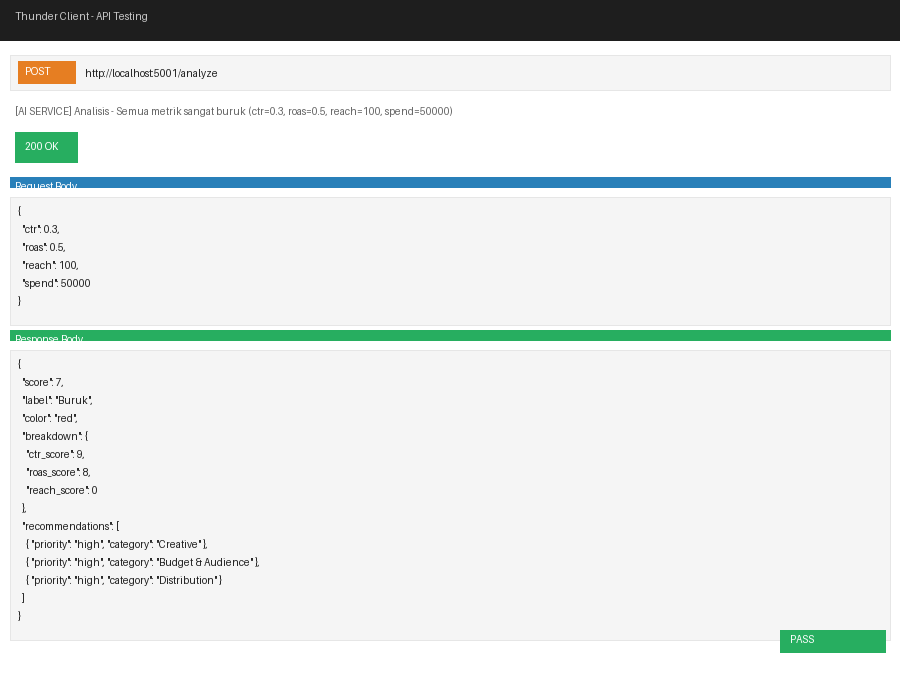 Thunder Client - API Testing
POST http://localhost:5001/analyze
[AI SERVICE] Analisis - Semua metrik sangat buruk (ctr=0.3, roas=0.5, reach=100, spend=50000)
200 OK
Request Body
{
"ctr": 0.3,
"roas": 0.5,
"reach": 100,
"spend": 50000
}
Response Body
{
"score": 7,
"label": "Buruk",
"color": "red",
"breakdown": {
"ctr_score": 9,
"roas_score": 8,
"reach_score": 0
},
"recommendations": [
{ "priority": "high", "category": "Creative" },
{ "priority": "high", "category": "Budget & Audience" },
{ "priority": "high", "category": "Distribution" }
]
}
PASS